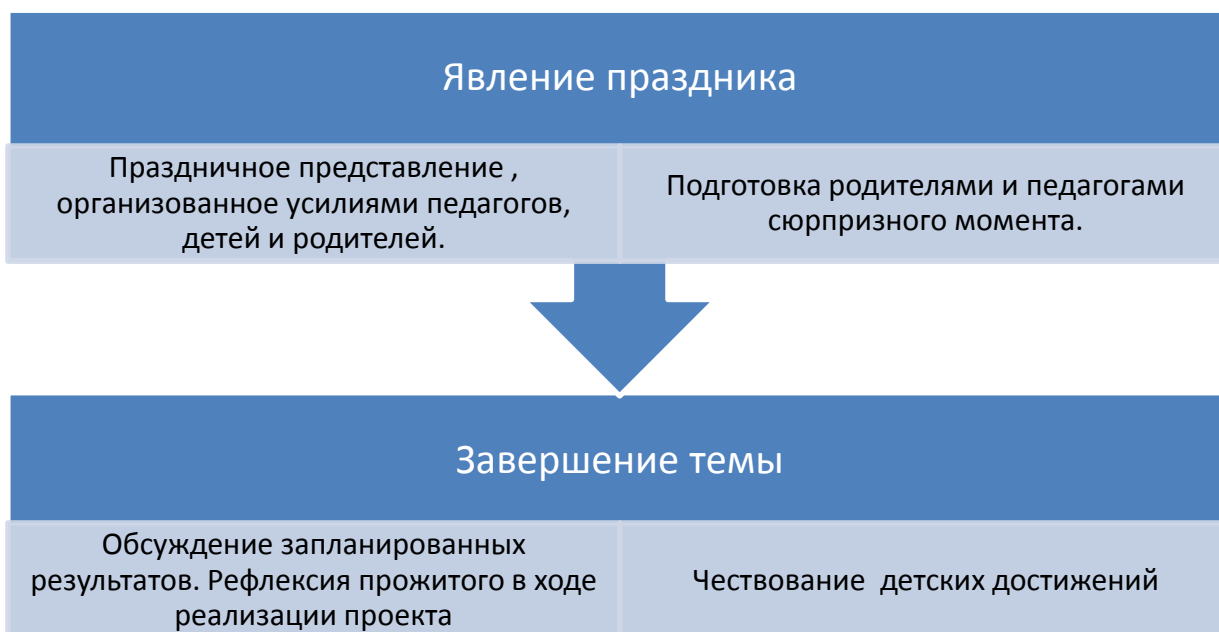 Явление праздника
Праздничное представление ,
организованное усилиями педагогов,
детей и родителей.
Подготовка родителями и педагогами
сюрпризного момента.
Завершение темы
Обсуждение запланированных
результатов. Рефлексия прожитого в ходе
реализации проекта
Чествование  детских достижений